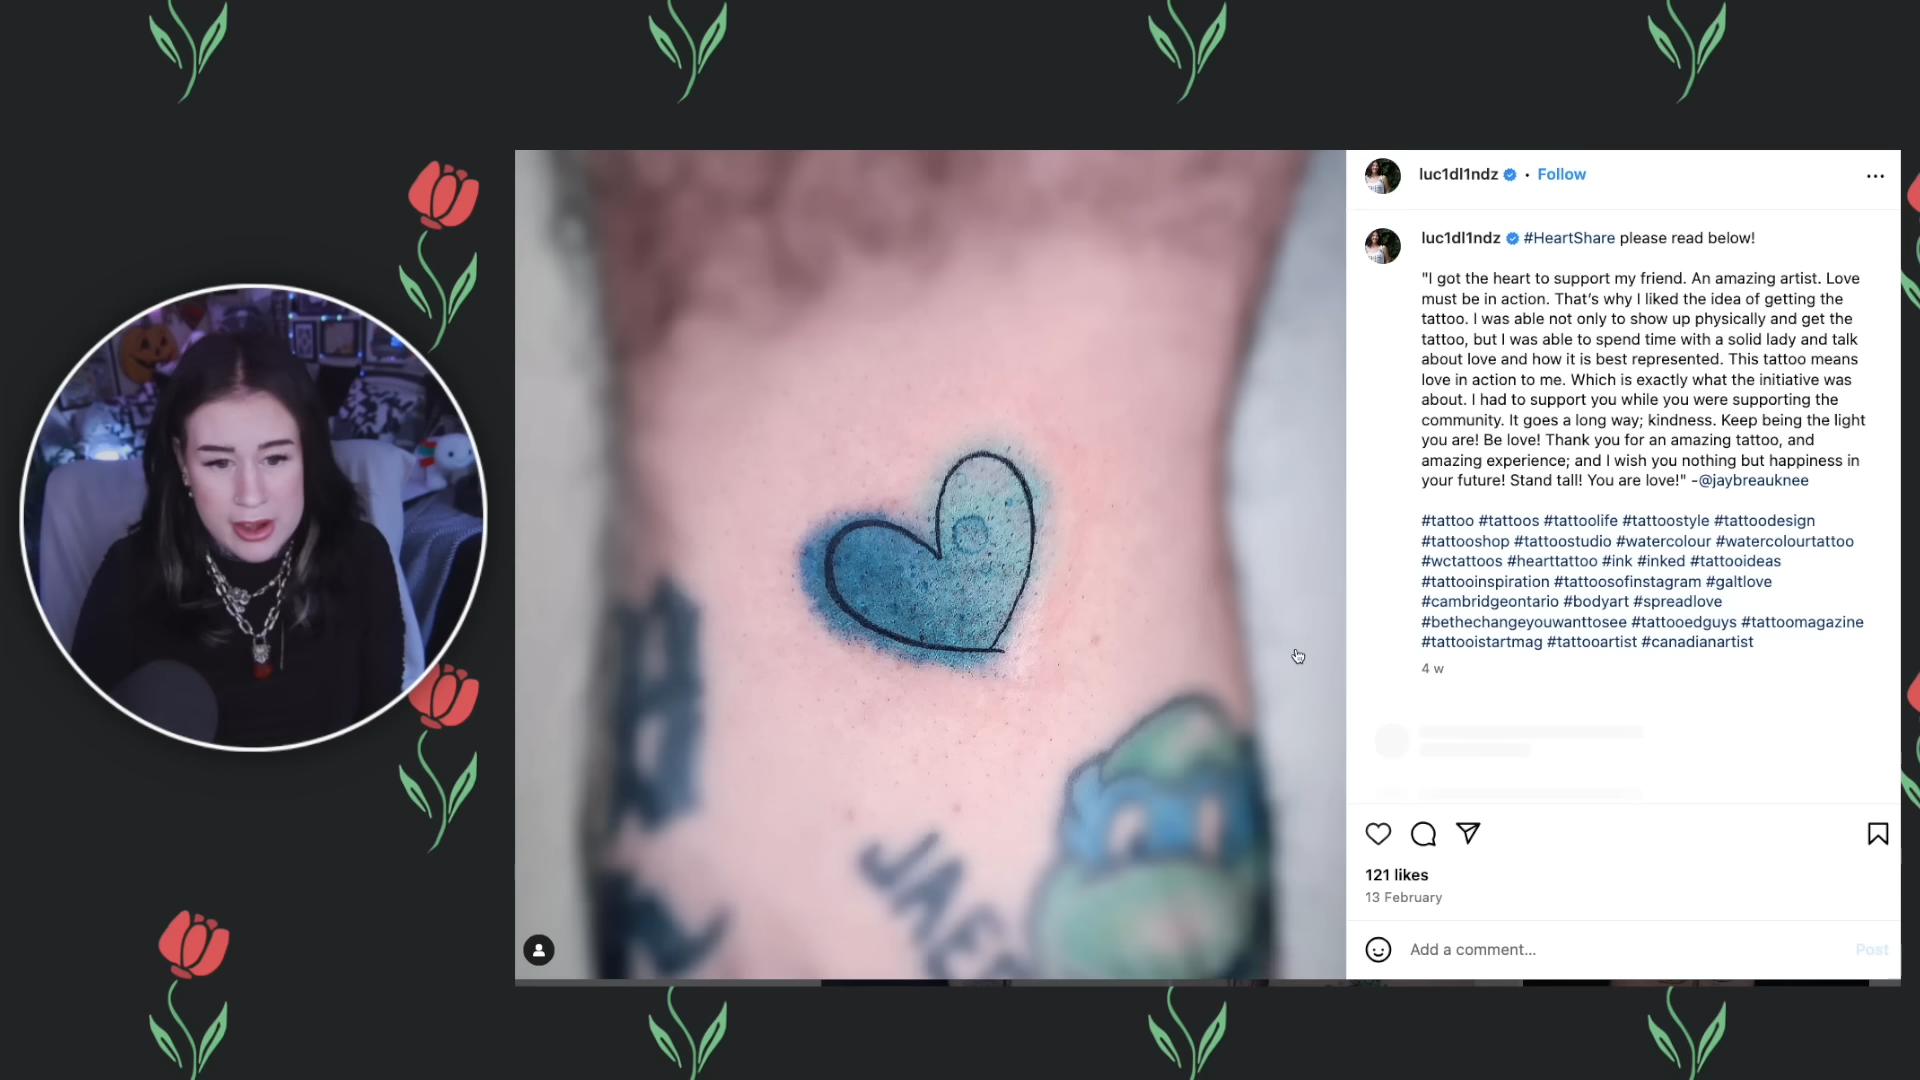 luc1dl1ndz • Follow
luc1dl1ndz #HeartShare please read below!
"I got the heart to support my friend. An amazing artist. Love
must be in action. That's why I liked the idea of getting the
tattoo. I was able not only to show up physically and get the
tattoo, but I was able to spend time with a solid lady and talk
about love and how it is best represented. This tattoo means
love in action to me. Which is exactly what the initiative was
about. I had to support you while you were supporting the
community. It goes a long way; kindness. Keep being the light
you are! Be love! Thank you for an amazing tattoo, and
amazing experience; and I wish you nothing but happiness in
your future! Stand tall! You are love!" -@jaybreauknee
#tattoo #tattoos #tattoolife #tattoostyle #tattoodesign
#tattooshop #tattoostudio #watercolour #watercolourtattoo
#wctattoos #hearttattoo #ink #inked #tattooideas
#tattooinspiration #tattoosofinstagram #galtlove
#cambridgeontario #bodyart #spreadlove
#bethechangeyouwanttosee #tattooedguys #tattoomagazine
#tattooistartmag #tattooartist #canadianartist
4 w
121 likes
13 February
Add a comment...
Post